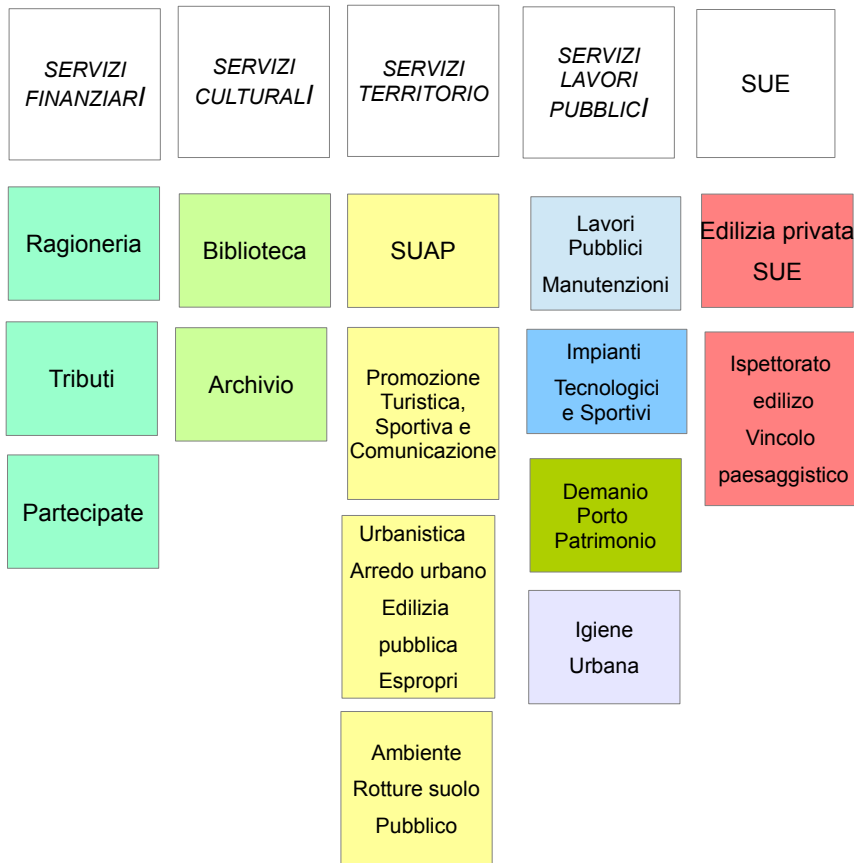 SERVIZI
FINANZIARI
SERVIZI
CULTURALI
SERVIZI
TERRITORIO
SERVIZI
LAVORI
PUBBLICI
SUE
Ragioneria
Tributi
Partecipate
Biblioteca
Archivio
SUAP
Promozione
Turistica,
Sportiva e
Comunicazione
Urbanistica
Arredo urbano
Edilizia
pubblica
Espropri
Ambiente
Rotture suolo
Pubblico
Lavori
Pubblici
Manutenzioni
Impianti
Tecnologici
e Sportivi
Demanio
Porto
Patrimonio
Igiene
Urbana
Edilizia privata
SUE
Ispettorato
edilizo
Vincolo
paesaggistico